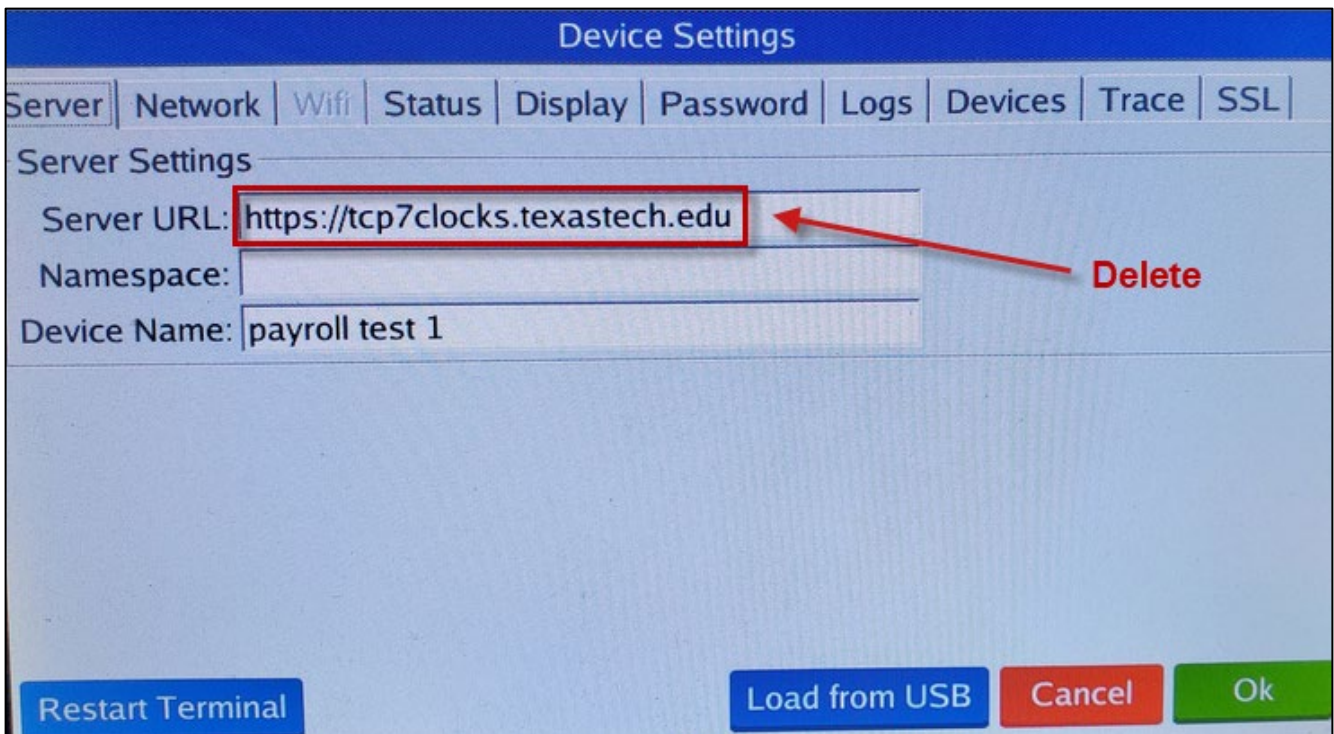 Device Settings
Server Network Wifi Status Display Password Logs Devices Trace SSL
Server Settings
Server URL: https://tcp7clocks.texastech.edu
Delete
Namespace:
Device Name: payroll test 1
Restart Terminal Load from USB Cancel Ok